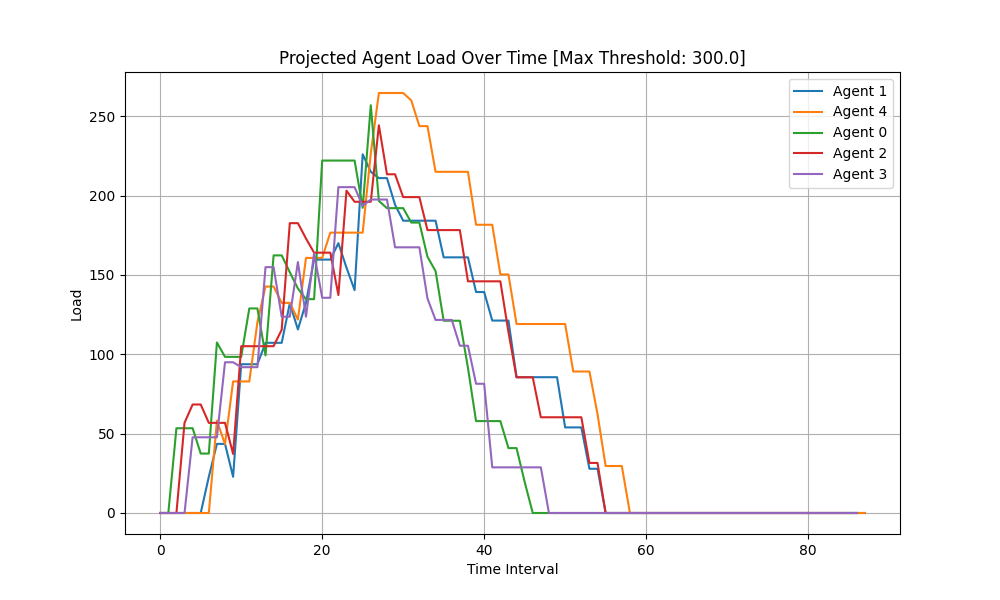 Projected Agent Load Over Time [Max Threshold: 300.0]
Agent 1
Agent 4
Agent 0
Agent 2
Agent 3
250
200
150
100
50
0
Load
0 20 40 60 80
Time Interval